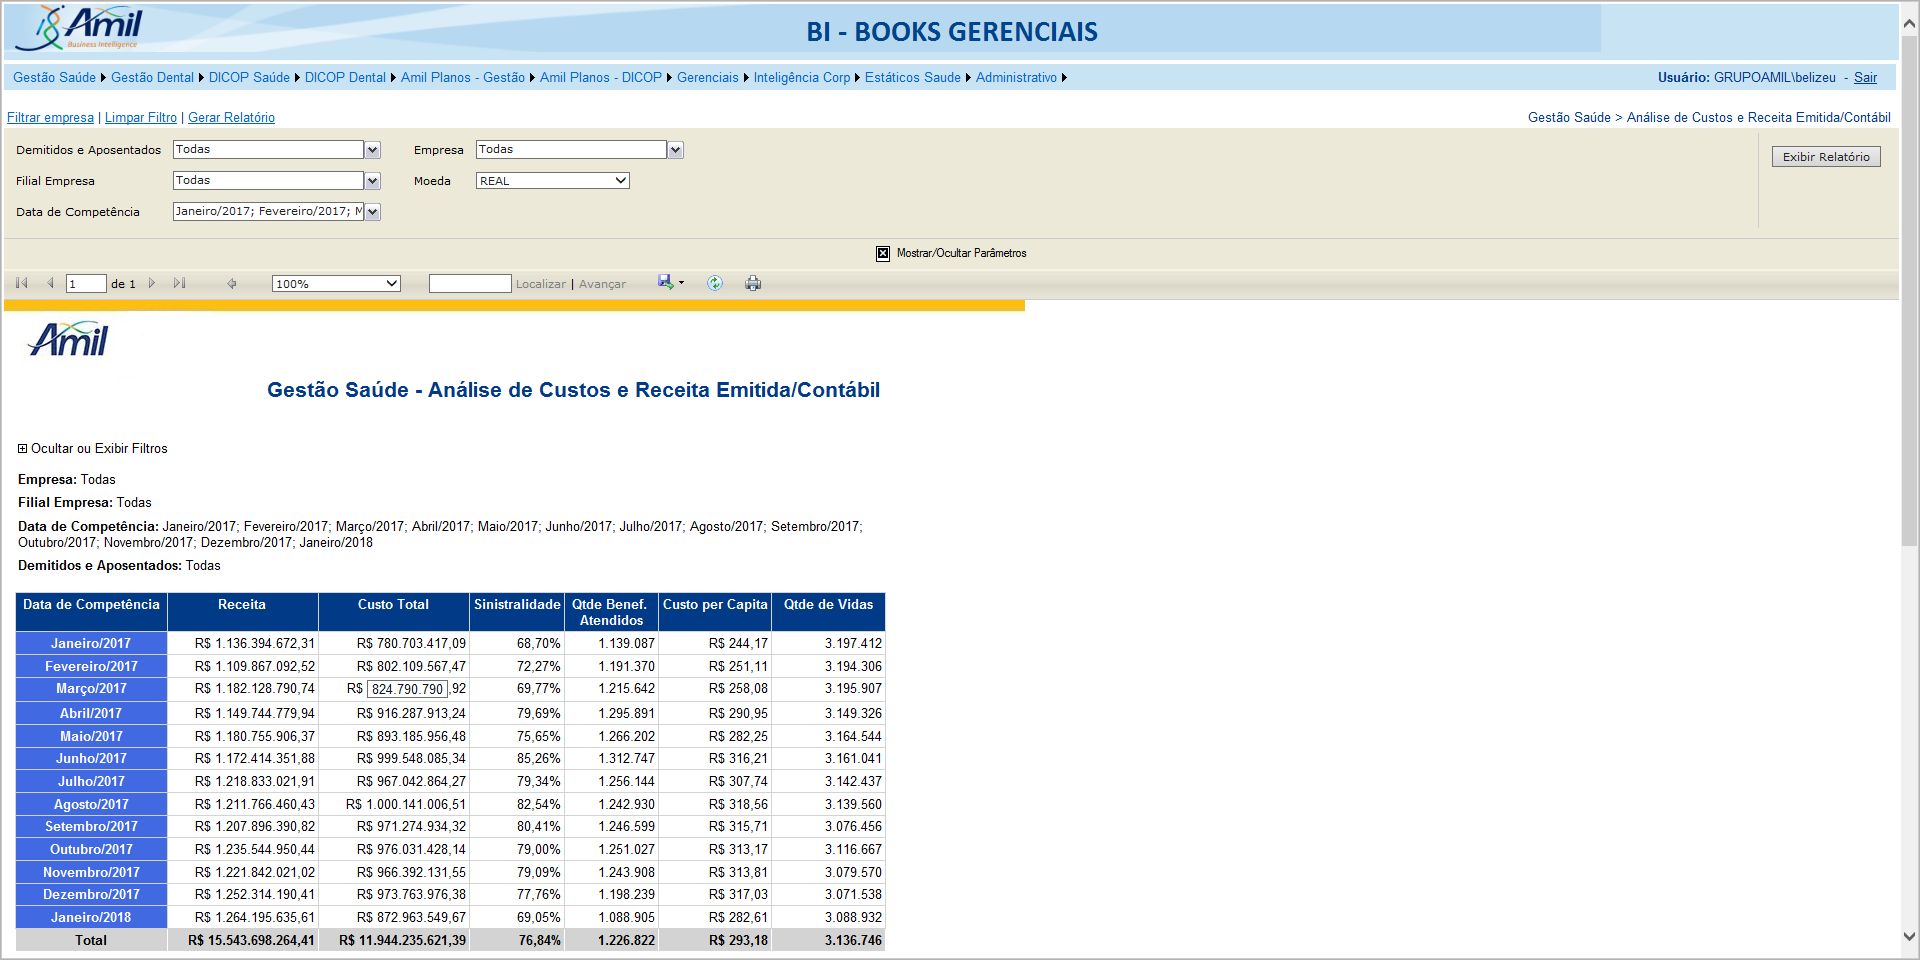 Amil
Business Intelligence
BI - BOOKS GERENCIAIS
Gestão Saúde Gestão Dental DICOP Saúde DICOP Dental Amil Planos - Gestão Amil Planos - DICOP Gerenciais Inteligência Corp Estáticos Saude Administrativo Usuário: GRUPOAMIL\belizeu - Sair
Filtrar empresa | Limpar Filtro | Gerar Relatório Gestão Saúde > Análise de Custos e Receita Emitida/Contábil
Demitidos e Aposentados Todas Empresa Todas Exibir Relatório
Filial Empresa Todas Moeda REAL
Data de Competência Janeiro/2017; Fevereiro/2017; M
Mostrar/Ocultar Parâmetros
1 de 1 100% Localizar | Avançar
Amil
Gestão Saúde - Análise de Custos e Receita Emitida/Contábil
Ocultar ou Exibir Filtros
Empresa: Todas
Filial Empresa: Todas
Data de Competência: Janeiro/2017; Fevereiro/2017; Março/2017; Abril/2017; Maio/2017; Junho/2017; Julho/2017; Agosto/2017; Setembro/2017;
Outubro/2017; Novembro/2017; Dezembro/2017; Janeiro/2018
Demitidos e Aposentados: Todas
Data de Competência Receita Custo Total Sinistralidade Qtde Benef. Atendidos Custo per Capita Qtde de Vidas
Janeiro/2017 R$ 1.136.394.672,31 R$ 780.703.417,09 68,70% 1.139.087 R$ 244,17 3.197.412
Fevereiro/2017 R$ 1.109.867.092,52 R$ 802.109.567,47 72,27% 1.191.370 R$ 251,11 3.194.306
Março/2017 R$ 1.182.128.790,74 R$ 824.790.790,92 69,77% 1.215.642 R$ 258,08 3.195.907
Abril/2017 R$ 1.149.744.779,94 R$ 916.287.913,24 79,69% 1.295.891 R$ 290,95 3.149.326
Maio/2017 R$ 1.180.755.906,37 R$ 893.185.956,48 75,65% 1.266.202 R$ 282,25 3.164.544
Junho/2017 R$ 1.172.414.351,88 R$ 999.548.085,34 85,26% 1.312.747 R$ 316,21 3.161.041
Julho/2017 R$ 1.218.833.021,91 R$ 967.042.864,27 79,34% 1.256.144 R$ 307,74 3.142.437
Agosto/2017 R$ 1.211.766.460,43 R$ 1.000.141.006,51 82,54% 1.242.930 R$ 318,56 3.139.560
Setembro/2017 R$ 1.207.896.390,82 R$ 971.274.934,32 80,41% 1.246.599 R$ 315,71 3.076.456
Outubro/2017 R$ 1.235.544.950,44 R$ 976.031.428,14 79,00% 1.251.027 R$ 313,17 3.116.667
Novembro/2017 R$ 1.221.842.021,02 R$ 966.392.131,55 79,09% 1.243.908 R$ 313,81 3.079.570
Dezembro/2017 R$ 1.252.314.190,41 R$ 973.763.976,38 77,76% 1.198.239 R$ 317,03 3.071.538
Janeiro/2018 R$ 1.264.195.635,61 R$ 872.963.549,67 69,05% 1.088.905 R$ 282,61 3.088.932
Total R$ 15.543.698.264,41 R$ 11.944.235.621,39 76,84% 1.226.822 R$ 293,18 3.136.746